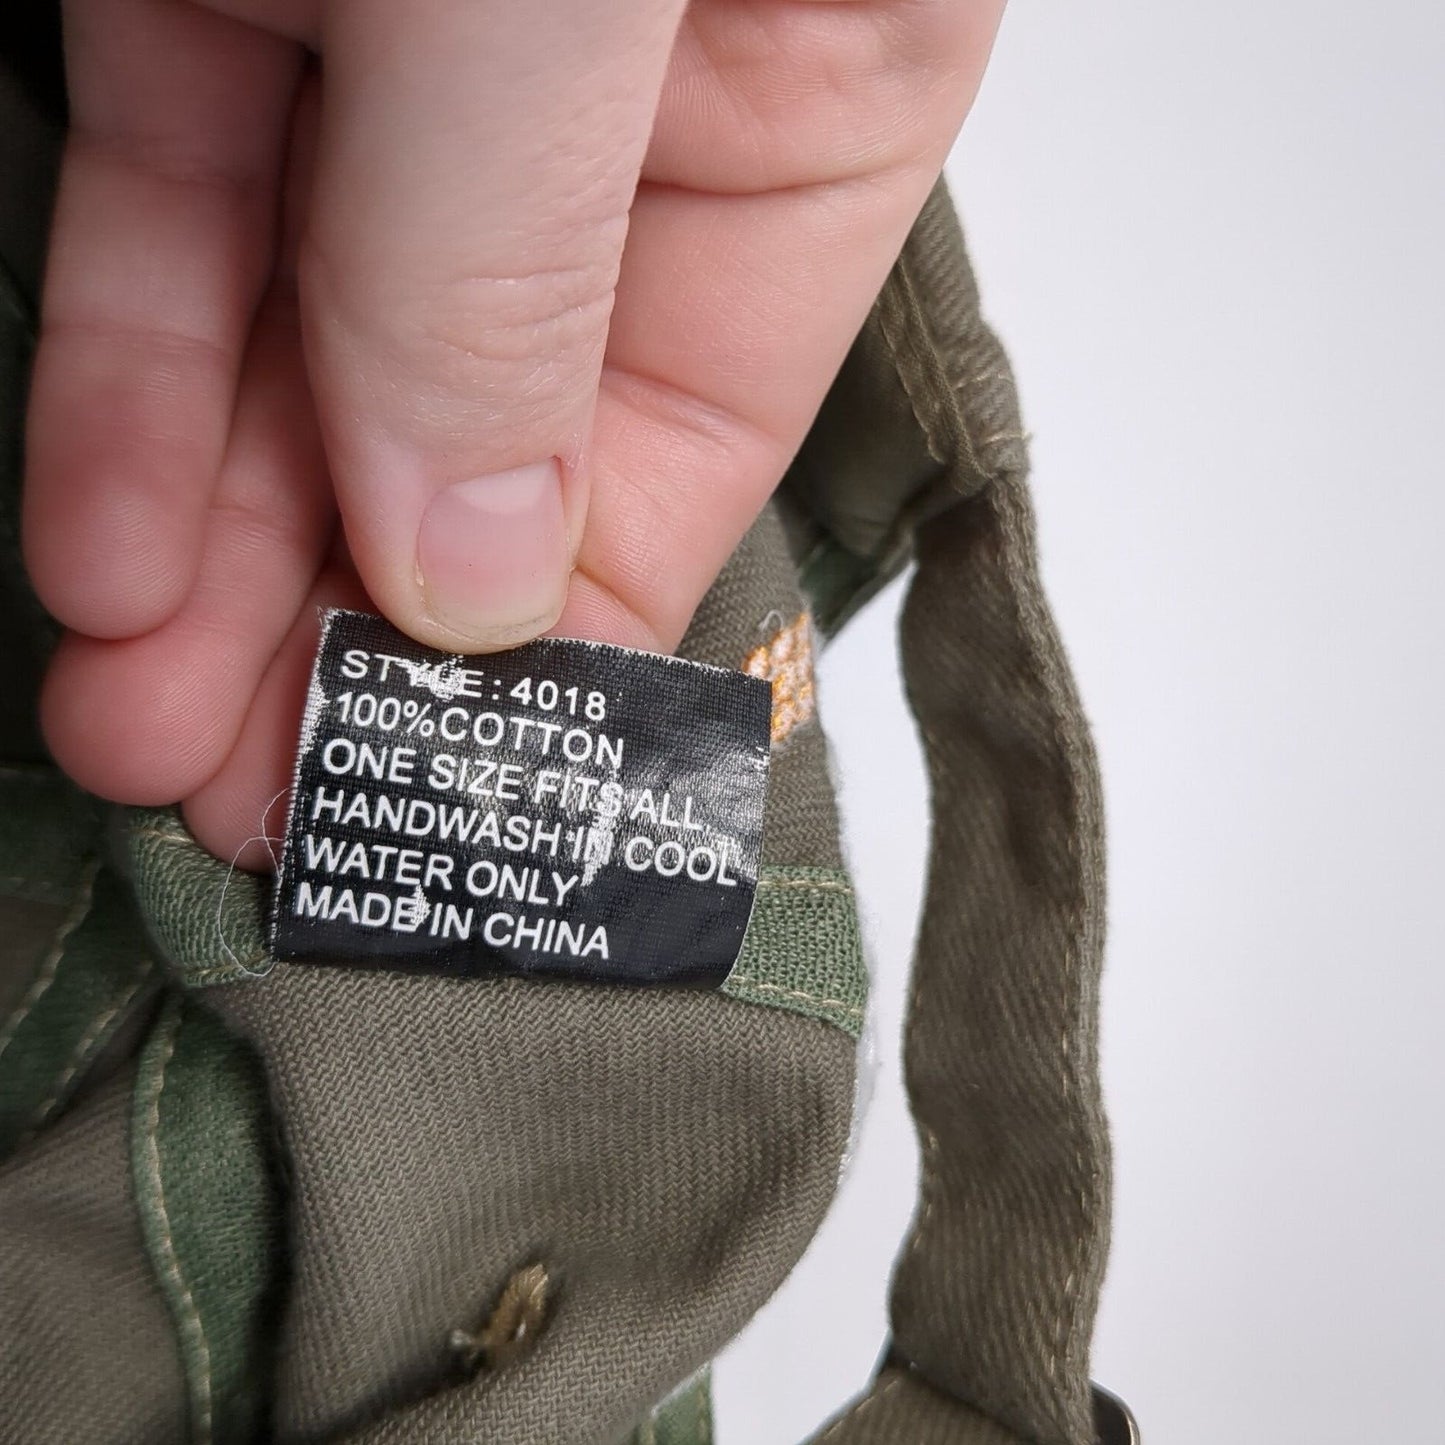 STYLE:4018
100%COTTON
ONE SIZE FITS ALL
HANDWASH IN COOL
WATER ONLY
MADE IN CHINA